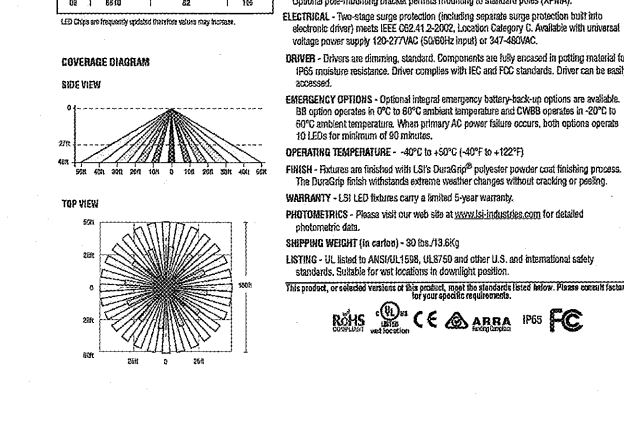 LED Chips are frequently updated therefore values may increase.
COVERAGE DIAGRAM
SIDE VIEW
0
27ft
40ft
50ft 40ft 30ft 20ft 10ft 0 10ft 20ft 30ft 40ft 50ft
TOP VIEW
50ft
25ft
0
25ft
50ft
100ft
25ft 0 25ft
Optional pole-mounting bracket permits mounting to standard poles (XPMA).
ELECTRICAL - Two-stage surge protection (including separate surge protection built into
electronic driver) meets IEEE C62.41.2-2002, Location Category C. Available with universal
voltage power supply 120-277VAC (50/60Hz input) or 347-480VAC.
DRIVER - Drivers are dimming, standard. Components are fully encased in potting material for
IP65 moisture resistance. Driver complies with IEC and FCC standards. Driver can be easily
accessed.
EMERGENCY OPTIONS - Optional integral emergency battery-back-up options are available.
BB option operates in 0°C to 60°C ambient temperature and CWBB operates in -20°C to
60°C ambient temperature. When primary AC power failure occurs, both options operate
10 LEDs for minimum of 90 minutes.
OPERATING TEMPERATURE - -40°C to +50°C (-40°F to +122°F)
FINISH - Fixtures are finished with LSI's DuraGrip® polyester powder coat finishing process.
The DuraGrip finish withstands extreme weather changes without cracking or peeling.
WARRANTY - LSI LED fixtures carry a limited 5-year warranty.
PHOTOMETRICS - Please visit our web site at www.lsi-industries.com for detailed
photometric data.
SHIPPING WEIGHT (in carton) - 30 lbs./13.6Kg
LISTING - UL listed to ANSI/UL1598, UL8750 and other U.S. and international safety
standards. Suitable for wet locations in downlight position.
This product, or selected versions of this product, meet the standards listed below. Please consult factory
for your specific requirements.
RoHS
COMPLIANT
UL
LISTED
wet location
CE
ARRA
Funding Compliant
IP65
FC